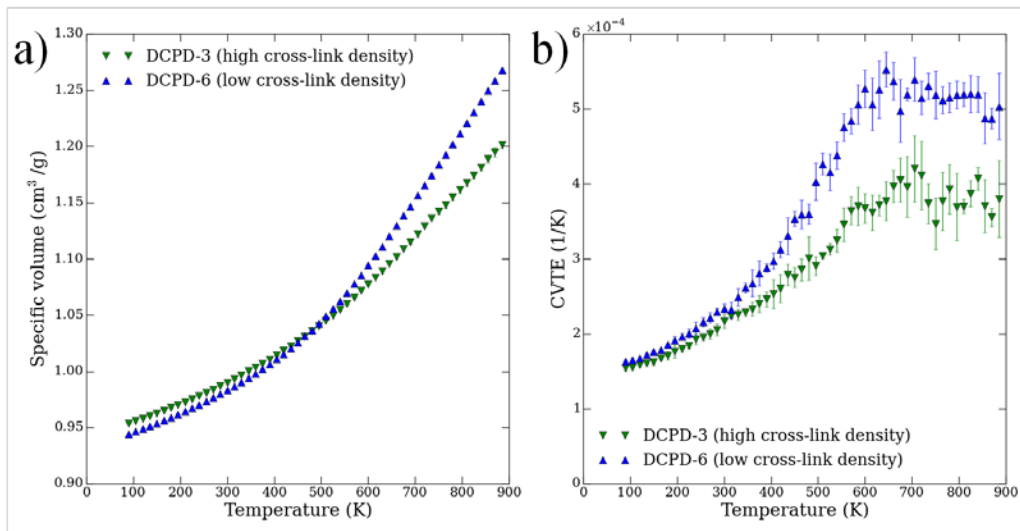 a)
1.30
1.25
1.20
1.15
1.10
1.05
1.00
0.95
0.90
Specific volume (cm³/g)
DCPD-3 (high cross-link density)
DCPD-6 (low cross-link density)
0 100 200 300 400 500 600 700 800 900
Temperature (K)
b)
×10⁻⁴
6
5
4
3
2
1
0
CVTE (1/K)
DCPD-3 (high cross-link density)
DCPD-6 (low cross-link density)
0 100 200 300 400 500 600 700 800 900
Temperature (K)